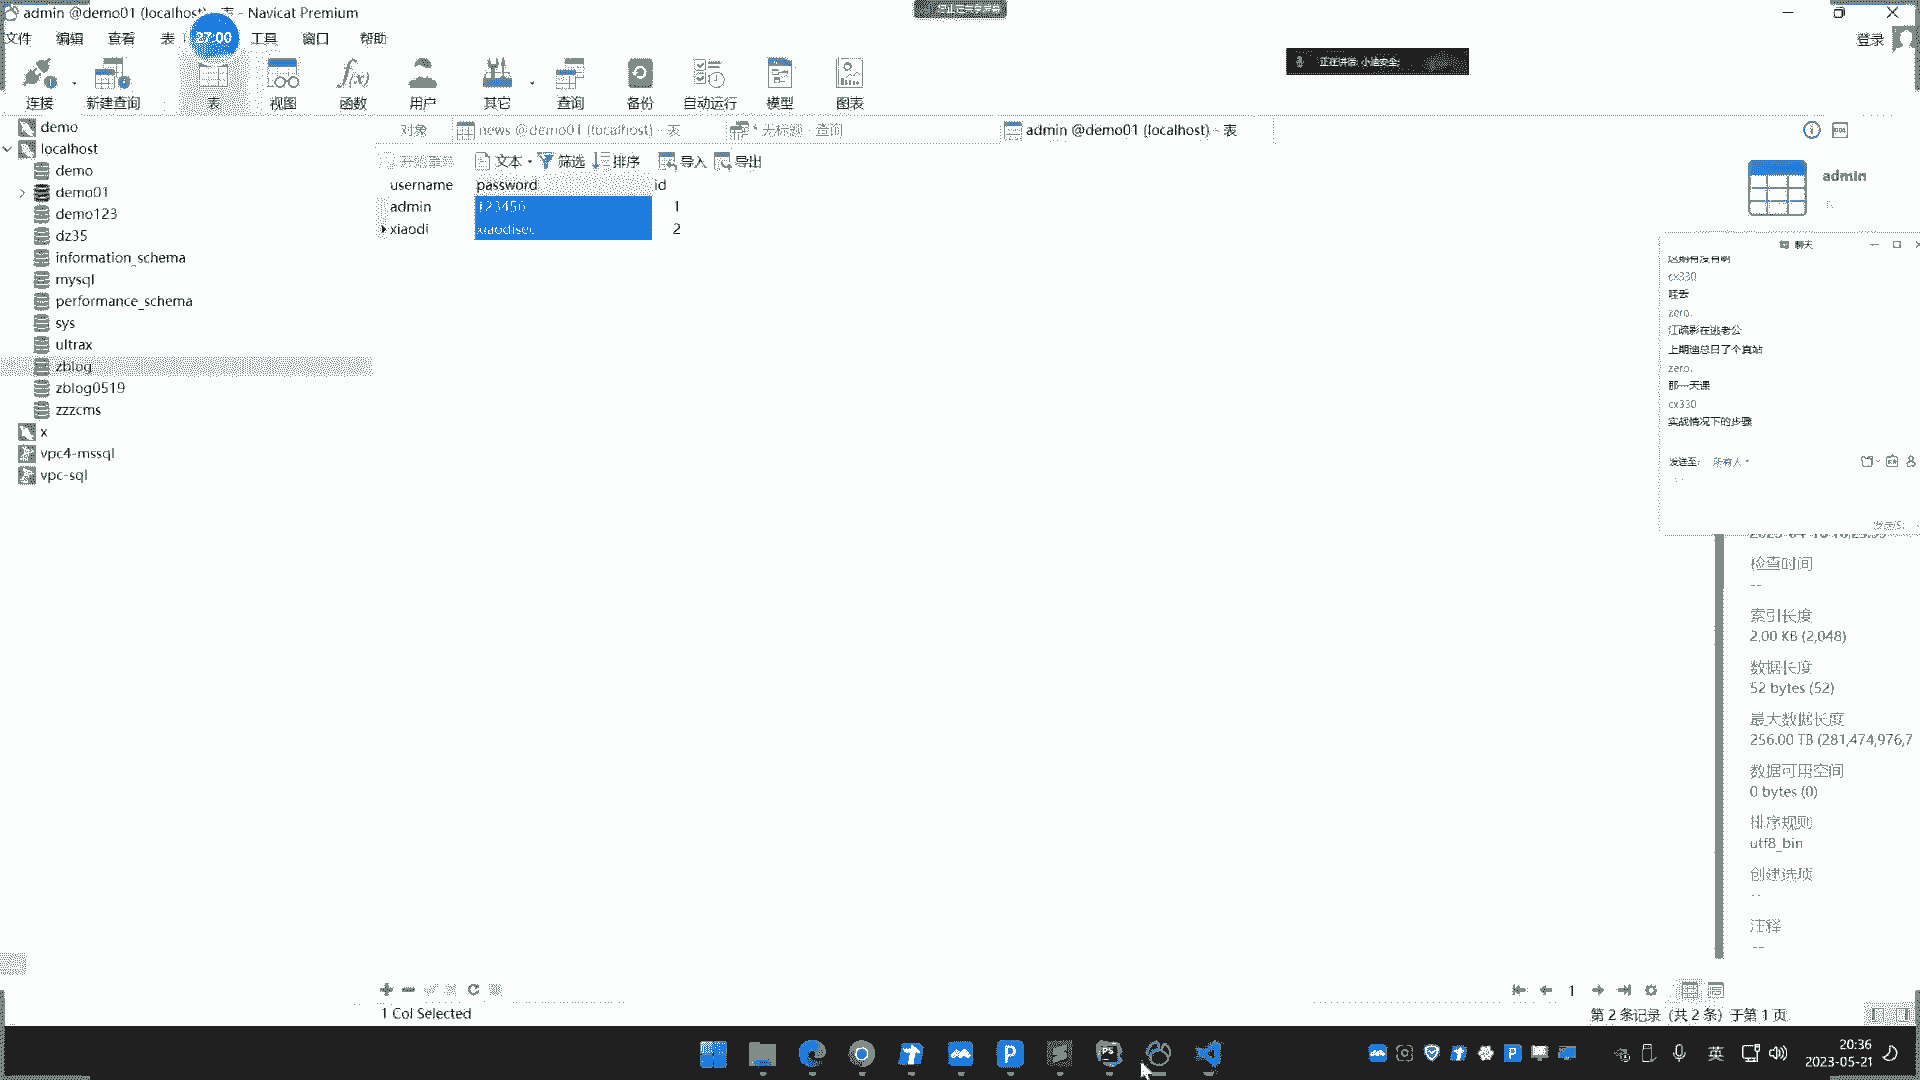 admin @demo01 (localhost) - 表 - Navicat Premium
文件 编辑 查看 表 工具 窗口 帮助
27:00
登录
连接 新建查询 表 视图 函数 用户 其它 查询 备份 自动运行 模型 图表
正在讲话: 小迪安全;
demo
localhost
demo
demo01
demo123
dz35
information_schema
mysql
performance_schema
sys
ultrax
zblog
zblog0519
zzzcms
x
vpc4-mssql
vpc-sql
对象 news @demo01 (localhost) - 表 * 无标题 - 查询 admin @demo01 (localhost) - 表
开始事务 文本 筛选 排序 导入 导出
username password id
admin 123456 1
xiaodi xiaodisec 2
admin
聊天
cx330
哇丢
zero.
江疏影在逃老公
上期迪总日了个真站
zero.
那一天课
cx330
实战情况下的步骤
发送至: 所有人
检查时间
--
索引长度
2.00 KB (2,048)
数据长度
52 bytes (52)
最大数据长度
256.00 TB (281,474,976,7
数据可用空间
0 bytes (0)
排序规则
utf8_bin
创建选项
--
注释
--
1
1 Col Selected
第 2 条记录 (共 2 条) 于第 1 页
英
20:36
2023-05-21